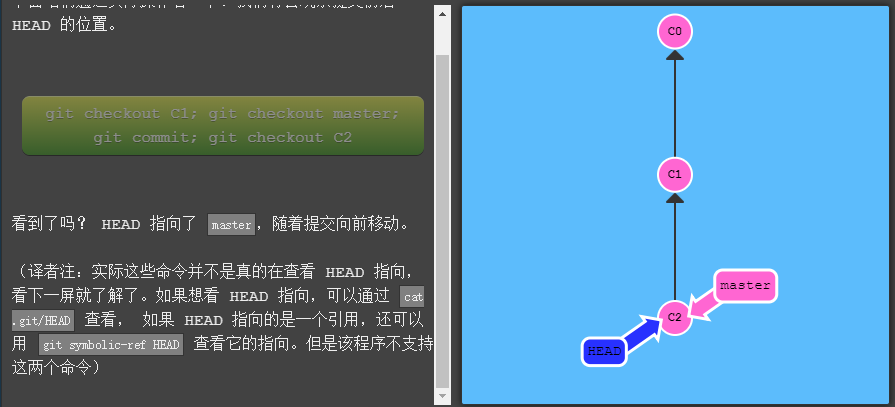 HEAD 的位置。
git checkout C1; git checkout master;
git commit; git checkout C2
看到了吗？ HEAD 指向了 master，随着提交向前移动。
（译者注：实际这些命令并不是真的在查看 HEAD 指向，
看下一屏就了解了。如果想看 HEAD 指向，可以通过 cat
.git/HEAD 查看， 如果 HEAD 指向的是一个引用，还可以
用 git symbolic-ref HEAD 查看它的指向。但是该程序不支持
这两个命令）
C0
C1
master
C2
HEAD